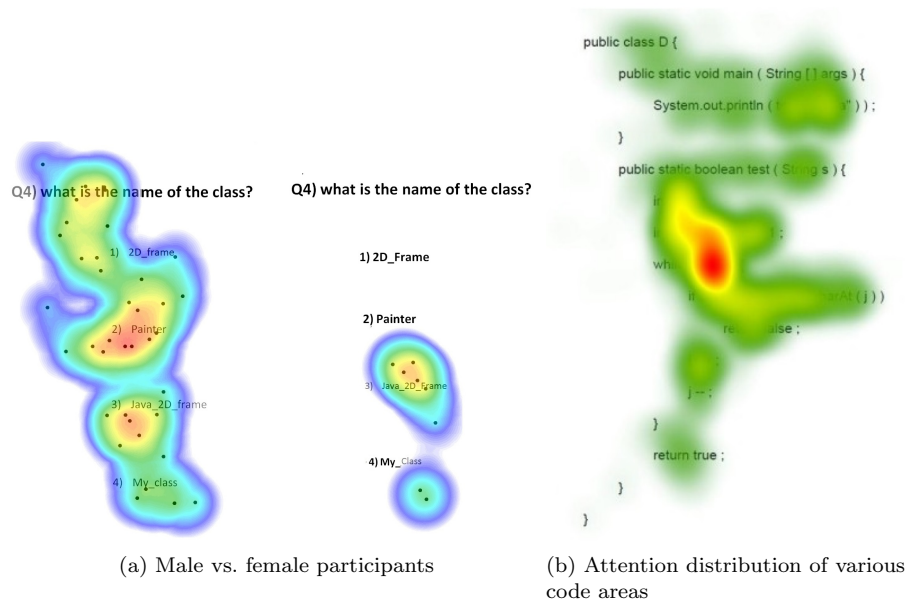 Q4) what is the name of the class?
1) 2D_frame
2) Painter
3) Java_2D_frame
4) My_class
Q4) what is the name of the class?
1) 2D_Frame
2) Painter
3) Java_2D_Frame
4) My_Class
(a) Male vs. female participants
public class D {
public static void main ( String [ ] args ) {
System.out.println ( " ) ) ;
}
public static boolean test ( String s ) {
;
arAt ( j ) )
;
j -- ;
}
return true ;
}
}
(b) Attention distribution of various
code areas